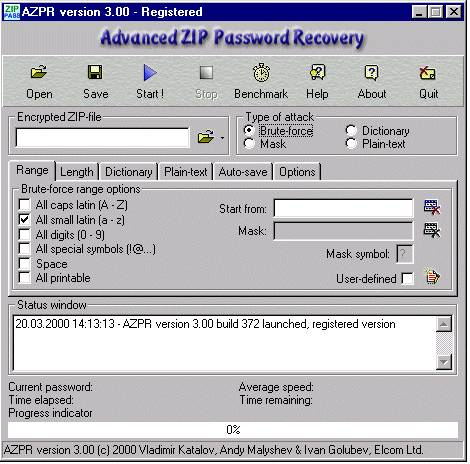 ZIP
PASS
AZPR version 3.00 - Registered
Advanced ZIP Password Recovery
Open Save Start ! Stop Benchmark Help About Quit
Encrypted ZIP-file
Type of attack
Brute-force Dictionary
Mask Plain-text
Range Length Dictionary Plain-text Auto-save Options
Brute-force range options
All caps latin (A - Z)
All small latin (a - z)
All digits (0 - 9)
All special symbols (!@...)
Space
All printable
Start from:
Mask:
Mask symbol: ?
User-defined
Status window
20.03.2000 14:13:13 - AZPR version 3.00 build 372 launched, registered version
Current password: Average speed:
Time elapsed: Time remaining:
Progress indicator
0%
AZPR version 3.00 (c) 2000 Vladimir Katalov, Andy Malyshev & Ivan Golubev, Elcom Ltd.